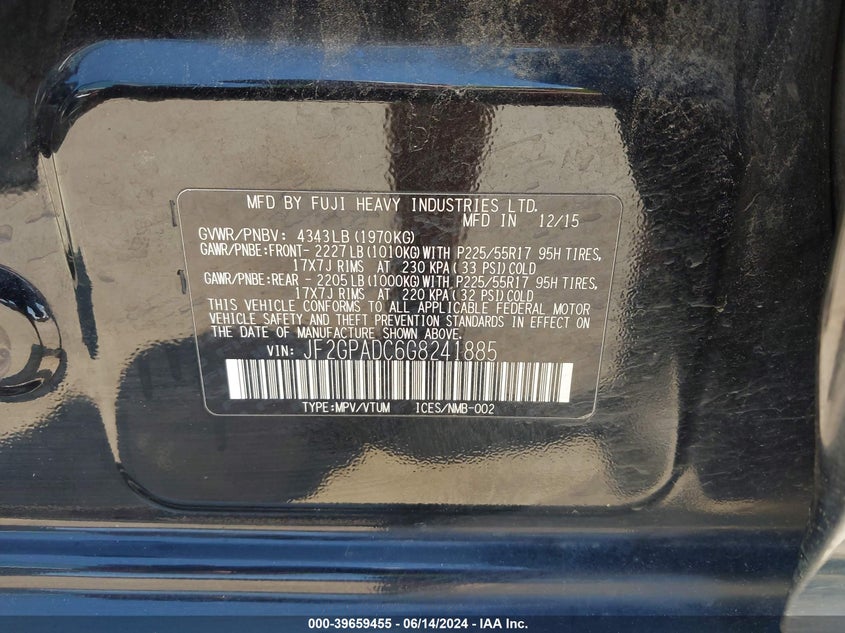 MFD BY FUJI HEAVY INDUSTRIES LTD.
MFD IN 12/15
GVWR/PNBV: 4343LB (1970KG)
GAWR/PNBE:FRONT- 2227LB (1010KG) WITH P225/55R17 95H TIRES,
17X7J RIMS AT 230 KPA (33 PSI) COLD
GAWR/PNBE:REAR - 2205LB (1000KG) WITH P225/55R17 95H TIRES,
17X7J RIMS AT 220 KPA (32 PSI) COLD
THIS VEHICLE CONFORMS TO ALL APPLICABLE FEDERAL MOTOR
VEHICLE SAFETY AND THEFT PREVENTION STANDARDS IN EFFECT ON
THE DATE OF MANUFACTURE SHOWN ABOVE.
VIN: JF2GPADC6G8241885
TYPE:MPV/VTUM ICES/NMB-002
000-39659455 - 06/14/2024 - IAA Inc.